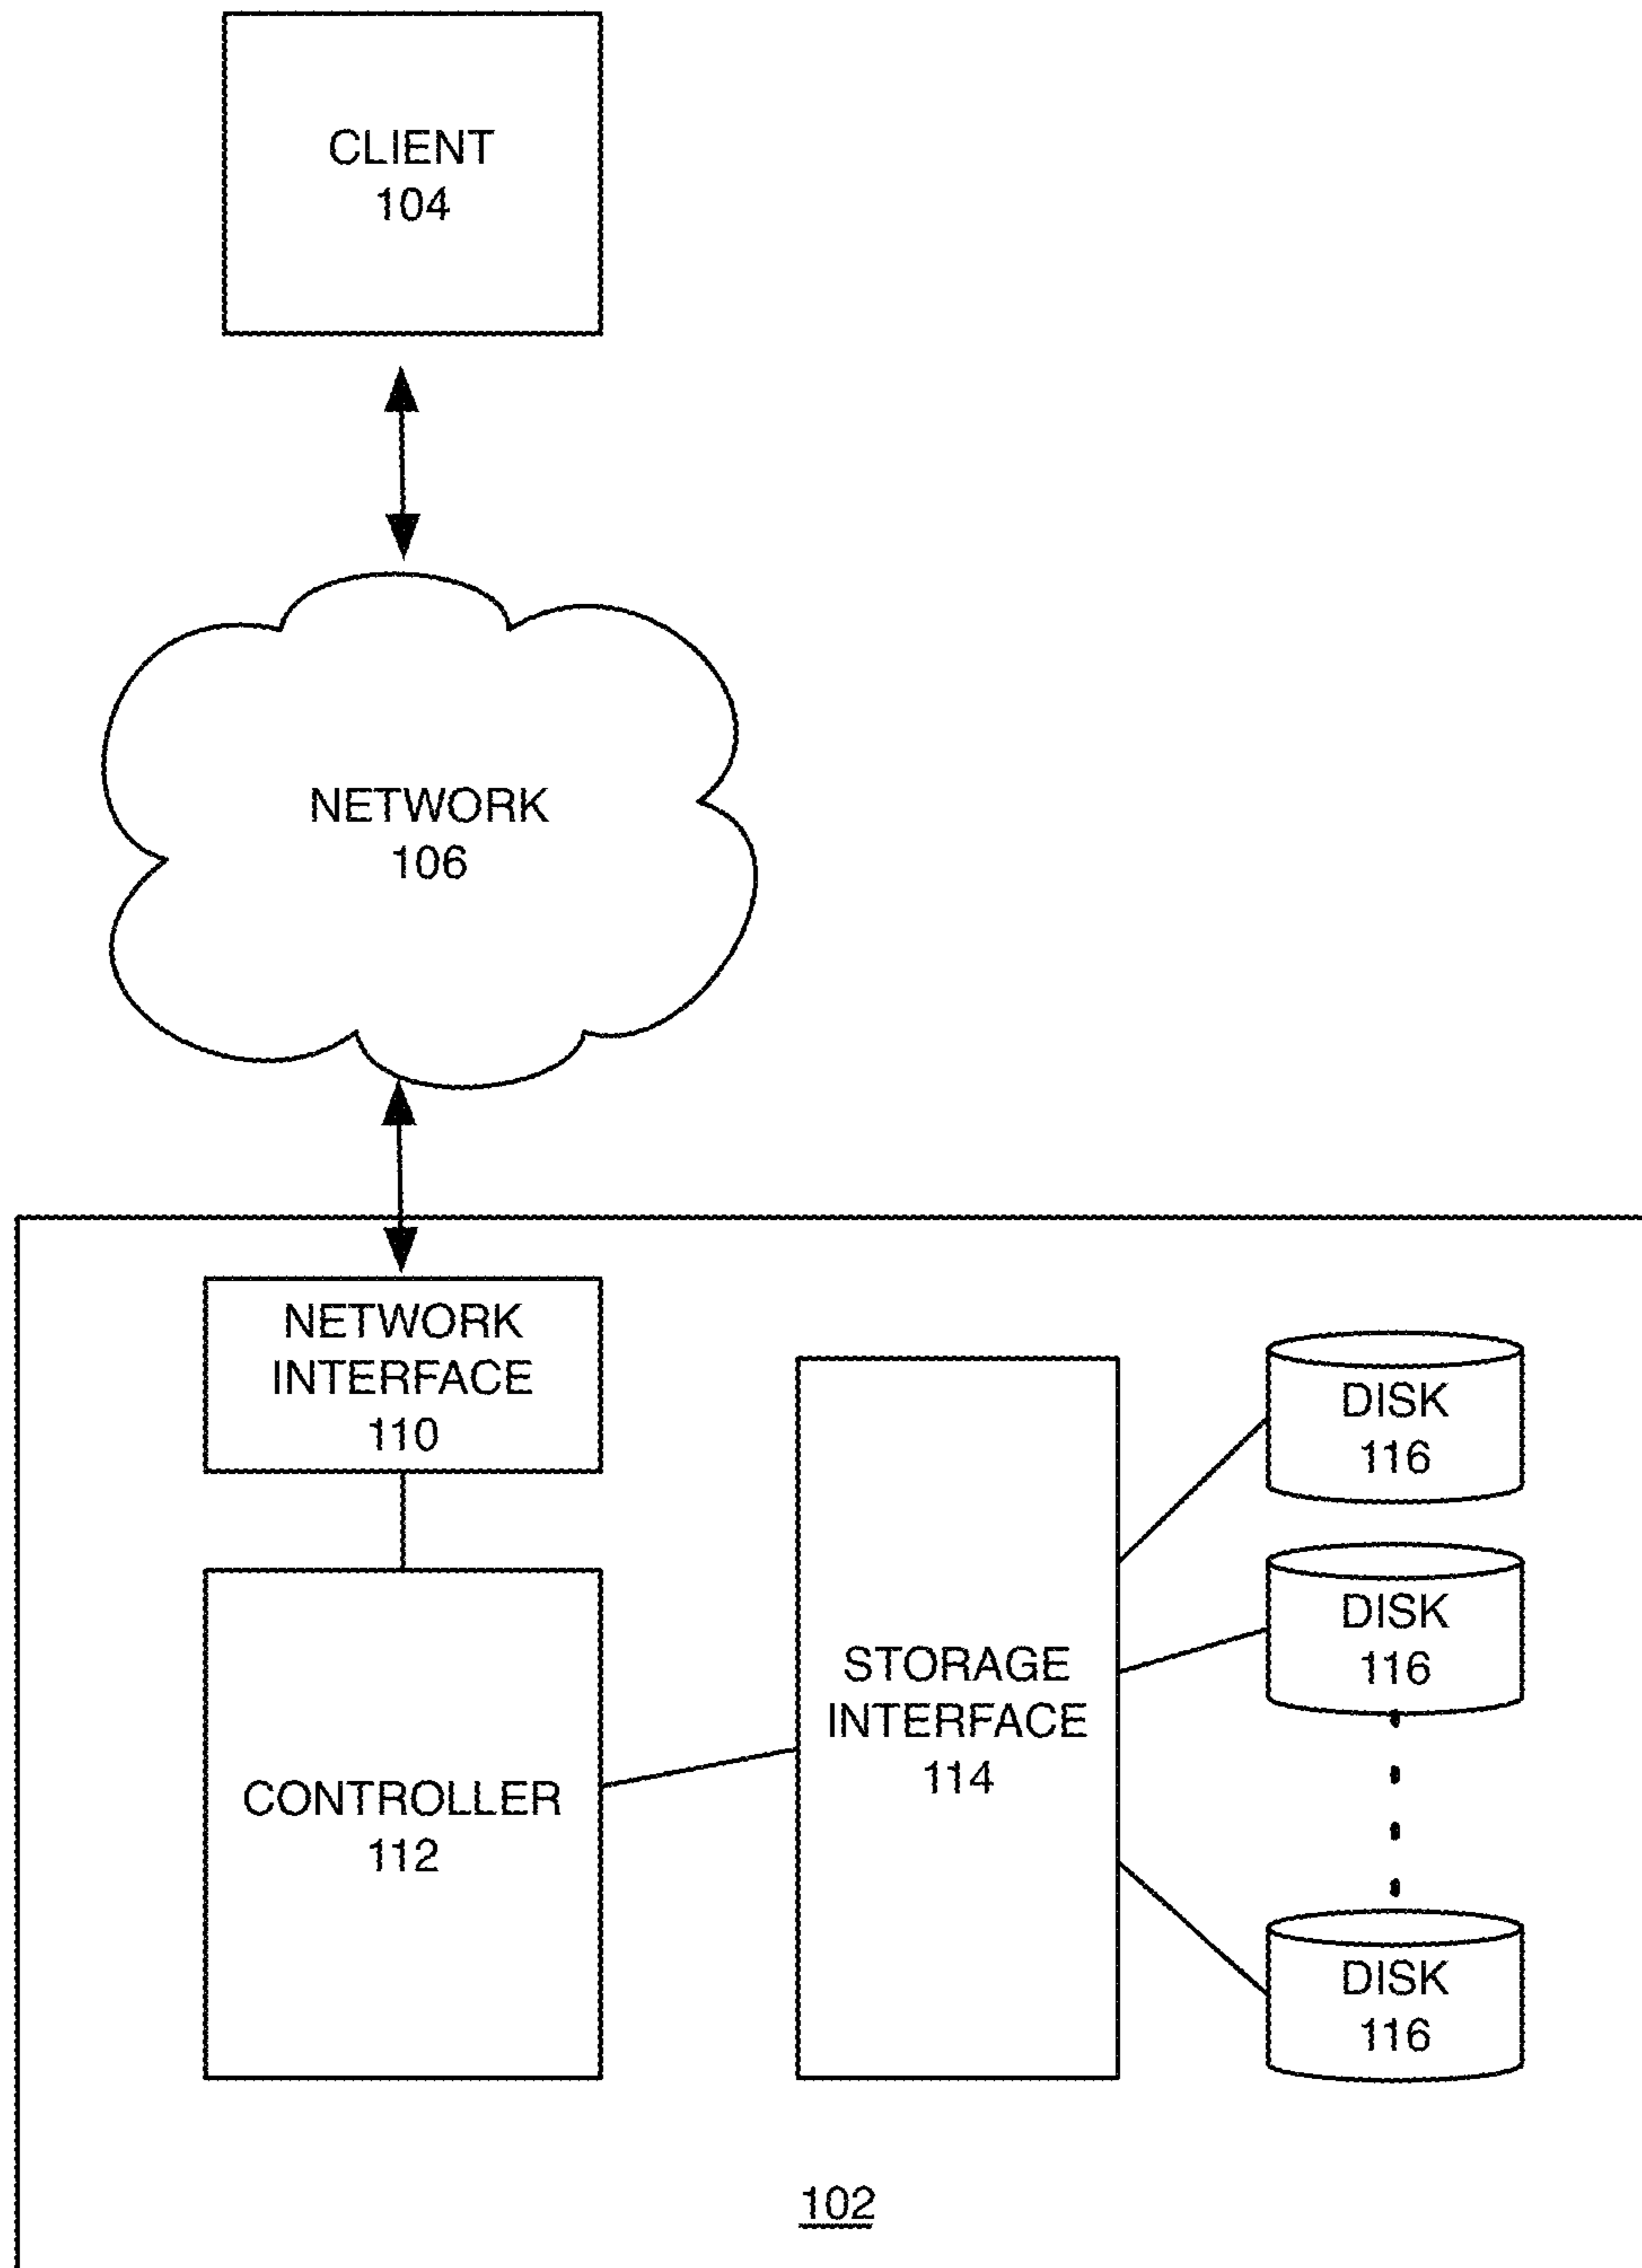 CLIENT
104
NETWORK
106
NETWORK
INTERFACE
110
CONTROLLER
112
STORAGE
INTERFACE
114
DISK
116
DISK
116
DISK
116
102